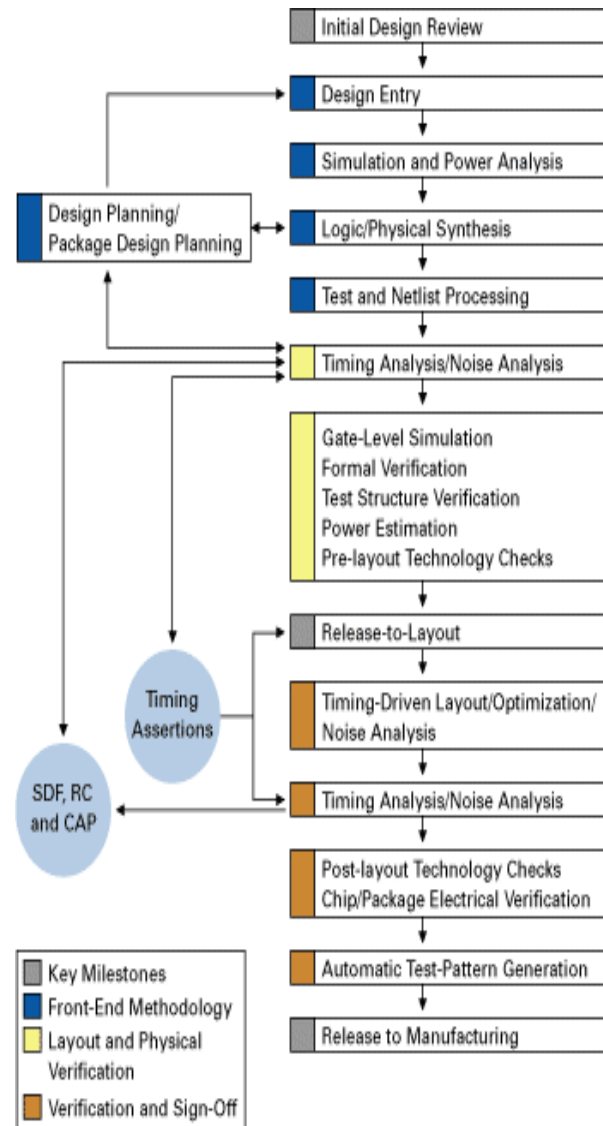 Initial Design Review
Design Entry
Simulation and Power Analysis
Design Planning/
Package Design Planning
Logic/Physical Synthesis
Test and Netlist Processing
Timing Analysis/Noise Analysis
Gate-Level Simulation
Formal Verification
Test Structure Verification
Power Estimation
Pre-layout Technology Checks
Release-to-Layout
Timing
Assertions
Timing-Driven Layout/Optimization/
Noise Analysis
SDF, RC
and CAP
Timing Analysis/Noise Analysis
Post-layout Technology Checks
Chip/Package Electrical Verification
Automatic Test-Pattern Generation
Release to Manufacturing
Key Milestones
Front-End Methodology
Layout and Physical
Verification
Verification and Sign-Off